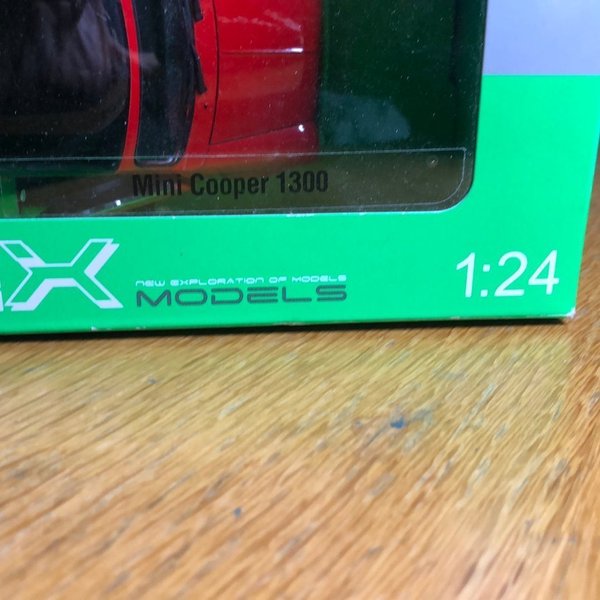 Mini Cooper 1300
X
NEW EXPLORATION OF MODELS
MODELS
1:24